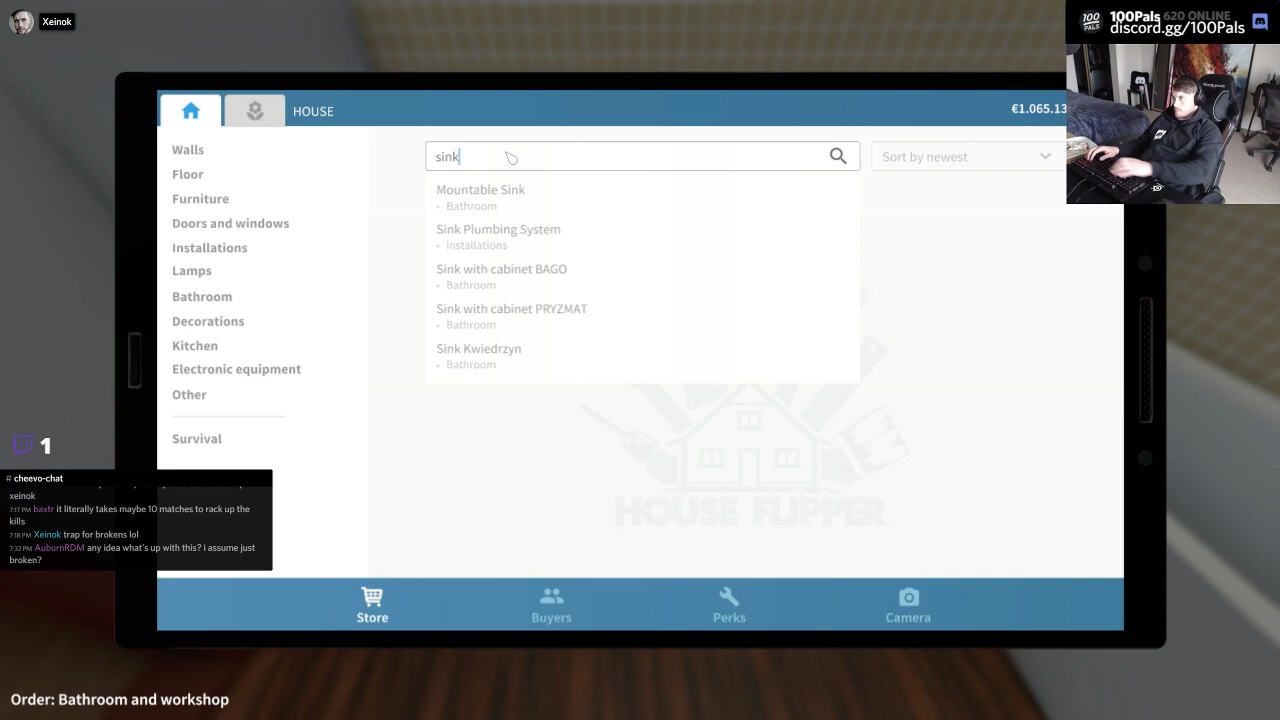 Xeinok
100 PALS
100Pals 620 ONLINE
discord.gg/100Pals
HOUSE
€1.065.13
Walls
Floor
Furniture
Doors and windows
Installations
Lamps
Bathroom
Decorations
Kitchen
Electronic equipment
Other
Survival
sink
Sort by newest
Mountable Sink
• Bathroom
Sink Plumbing System
• Installations
Sink with cabinet BAGO
• Bathroom
Sink with cabinet PRYZMAT
• Bathroom
Sink Kwiedrzyn
• Bathroom
HOUSE FLIPPER
1
# cheevo-chat
xeinok
7:17 PM baxtr it literally takes maybe 10 matches to rack up the
kills
7:18 PM Xeinok trap for brokens lol
7:32 PM AuburnRDM any idea what's up with this? i assume just
broken?
Store
Buyers
Perks
Camera
Order: Bathroom and workshop